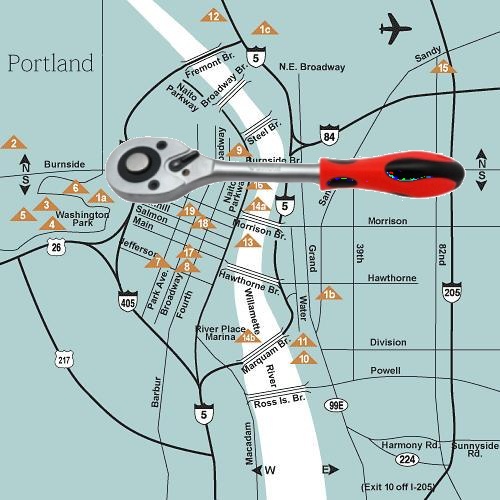 12
1c
Portland
Fremont Br.
5
Sandy
15
N.E. Broadway
Naito
Parkway
Broadway Br.
Steel Br.
84
2
9
Burnside Br.
N
S
Burnside
N
S
6
1a
16
3
5
4
Washington
Park
Salmon
Main
19
18
14a
5
Naito
Parkway
Morrison Br.
Morrison
26
Jefferson
13
17
7
8
Grand
39th
82nd
Park Ave.
Broadway
Fourth
405
Hawthorne Br.
Hawthorne
Willamette
River
Water
1b
205
River Place
Marina
14b
Marquam Br.
11
10
Division
217
Powell
Barbur
Ross Is. Br.
5
99E
Macadam
Harmony Rd.
Sunnyside
Rd.
224
W
E
(Exit 10 off I-205)